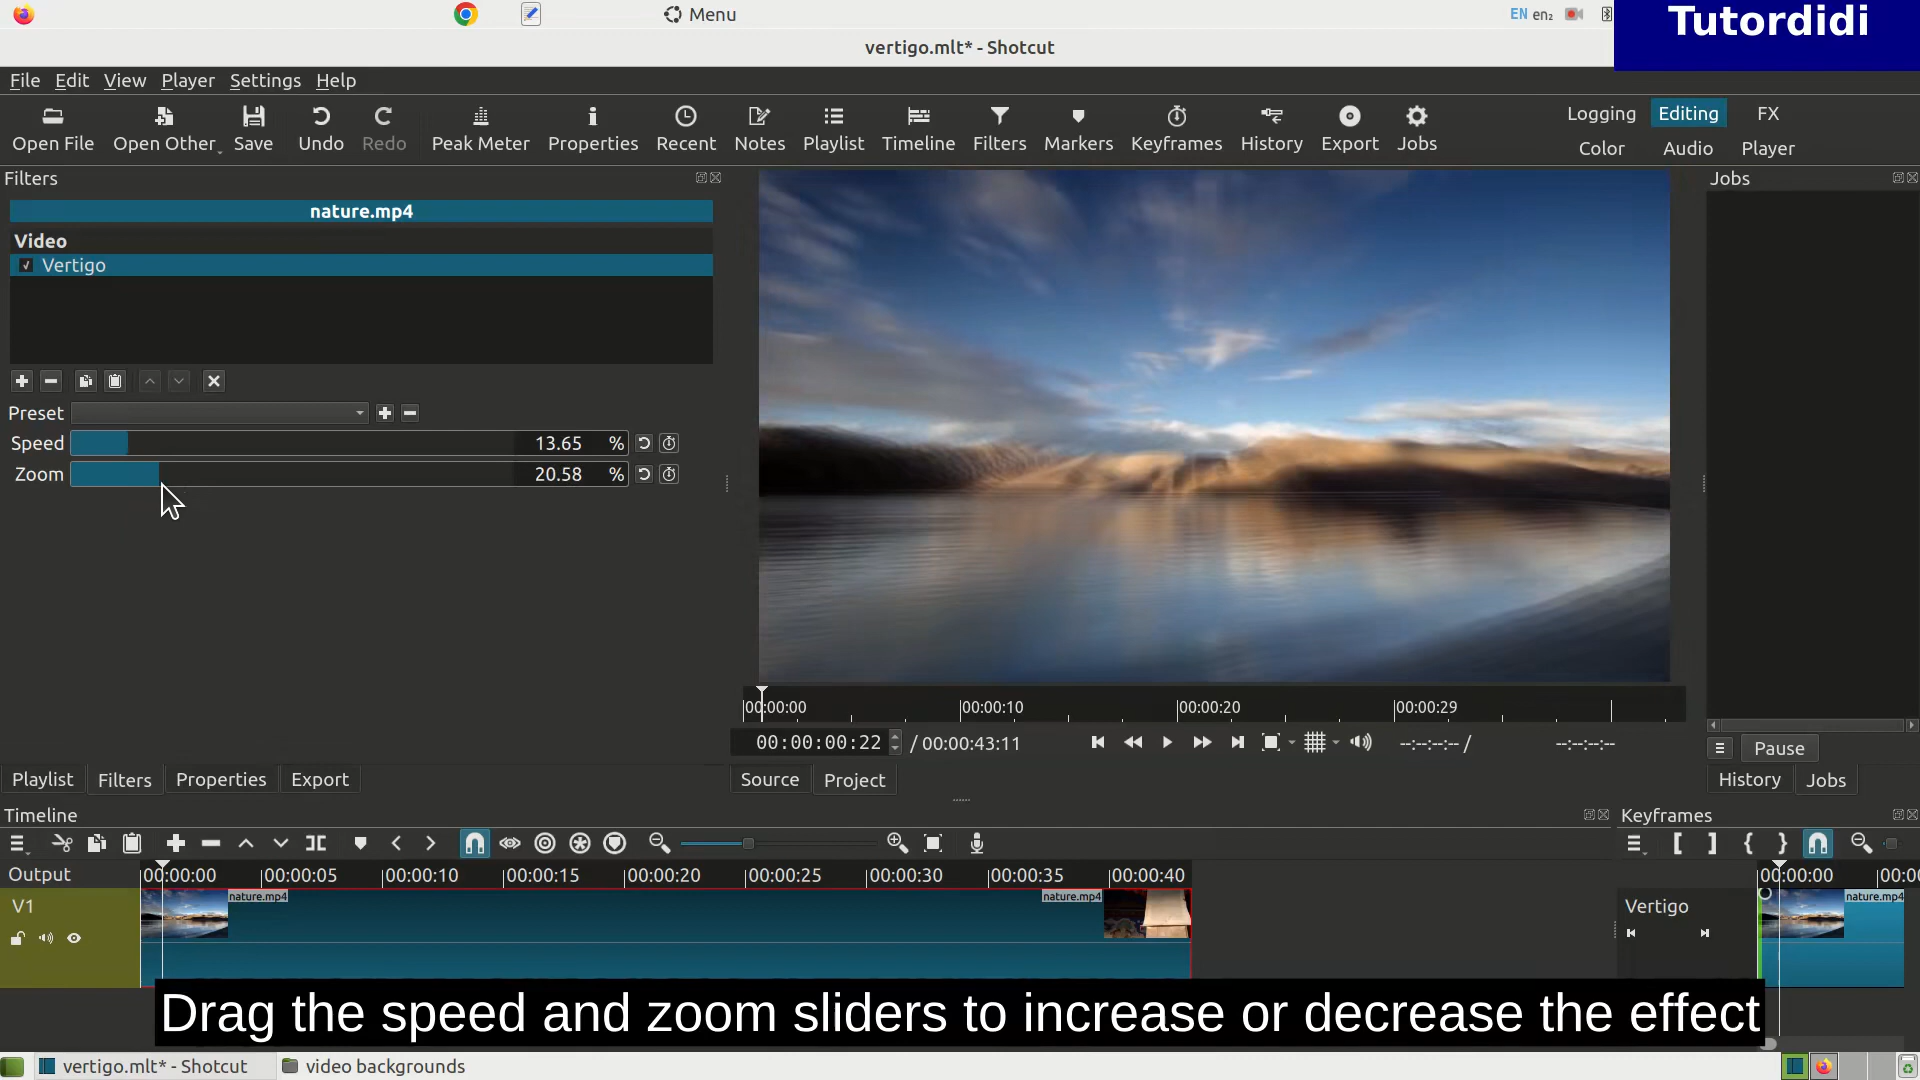 Menu
EN en₂
Tutordidi
vertigo.mlt* - Shotcut
File Edit View Player Settings Help
Open File Open Other Save Undo Redo Peak Meter Properties Recent Notes Playlist Timeline Filters Markers Keyframes History Export Jobs
Logging Editing FX
Color Audio Player
Filters
nature.mp4
Video
Vertigo
Preset
Speed 13.65 %
Zoom 20.58 %
00:00:00 00:00:10 00:00:20 00:00:29
00:00:00:22 / 00:00:43:11 --:--:--:-- / --:--:--:--
Source Project
Jobs
Pause
History Jobs
Playlist Filters Properties Export
Timeline
Output
00:00:00 00:00:05 00:00:10 00:00:15 00:00:20 00:00:25 00:00:30 00:00:35 00:00:40
V1
nature.mp4 nature.mp4
Keyframes
00:00:00 00:00
Vertigo
nature.mp4
Drag the speed and zoom sliders to increase or decrease the effect
vertigo.mlt* - Shotcut video backgrounds